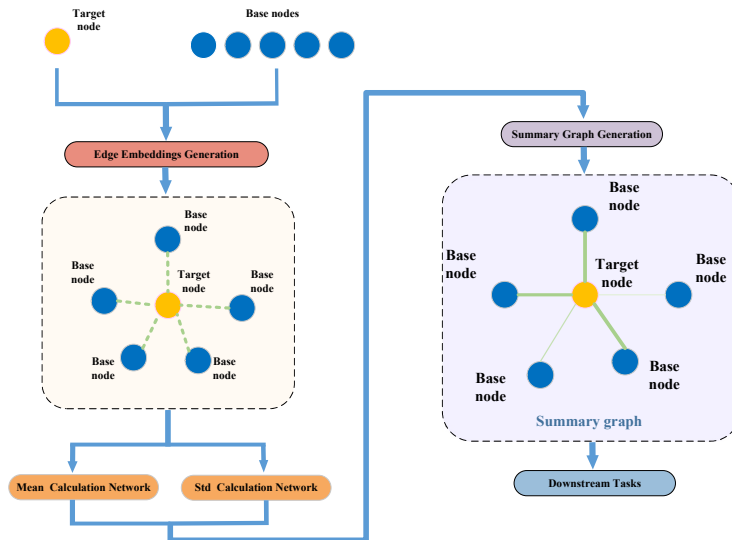 Target
node
Base nodes
Edge Embeddings Generation
Base
node
Base
node
Target
node
Base
node
Base
node
Base
node
Mean Calculation Network
Std Calculation Network
Summary Graph Generation
Base
node
Base
node
Target
node
Base
node
Base
node
Base
node
Summary graph
Downstream Tasks